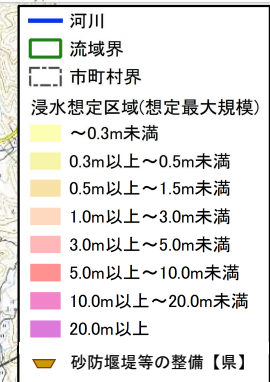 河川
流域界
市町村界
浸水想定区域(想定最大規模)
～0.3m未満
0.3m以上～0.5m未満
0.5m以上～1.5m未満
1.0m以上～3.0m未満
3.0m以上～5.0m未満
5.0m以上～10.0m未満
10.0m以上～20.0m未満
20.0m以上
砂防堰堤等の整備【県】